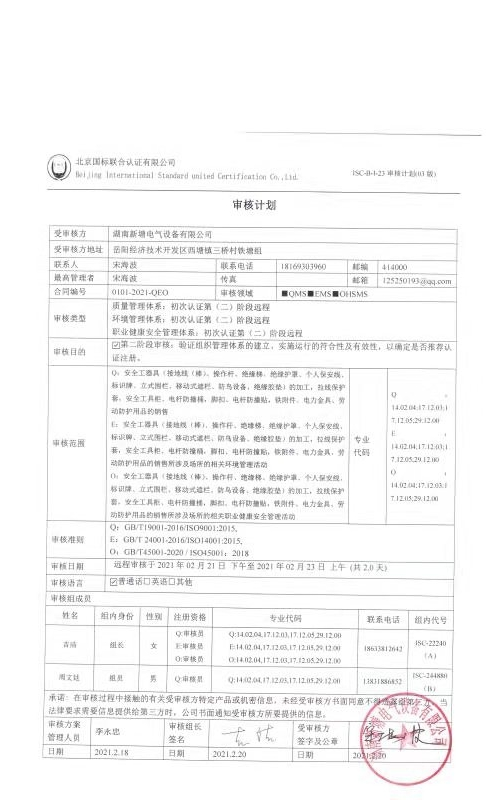 北京国标联合认证有限公司
Beijing International Standard united Certification Co.,Ltd.
ISC-B-I-23 审核计划(03 版)
审核计划
受审核方 湖南新塘电气设备有限公司
受审核方地址 岳阳经济技术开发区西塘镇三桥村铁塘组
联系人 宋海波 联系电话 18169303960 邮编 414000
最高管理者 宋海波 传真 邮箱 125250193@qq.com
合同编号 0101-2021-QEO 审核领域 ■QMS■EMS■OHSMS
审核类型
质量管理体系：初次认证第（二）阶段远程
环境管理体系：初次认证第（二）阶段远程
职业健康安全管理体系：初次认证第（二）阶段远程
审核目的
☑第二阶段审核：验证组织管理体系的建立、实施运行的符合性及有效性，以确定是否推荐认
证注册。
审核范围
Q：安全工器具（接地线（棒）、操作杆、绝缘梯、绝缘护罩、个人保安线、
标识牌、立式围栏、移动式遮栏、防鸟设备、绝缘胶垫）的加工，拉线保护
套，安全工具柜、电杆防撞桶，脚扣、电杆防撞贴，铁附件、电力金具、劳
动防护用品的销售
E：安全工器具（接地线（棒）、操作杆、绝缘梯、绝缘护罩、个人保安线、
标识牌、立式围栏、移动式遮栏、防鸟设备、绝缘胶垫）的加工，拉线保护
套，安全工具柜、电杆防撞桶，脚扣、电杆防撞贴，铁附件、电力金具、劳
动防护用品的销售所涉及场所的相关环境管理活动
O：安全工器具（接地线（棒）、操作杆、绝缘梯、绝缘护罩、个人保安线、
标识牌、立式围栏、移动式遮栏、防鸟设备、绝缘胶垫）的加工，拉线保护
套，安全工具柜、电杆防撞桶，脚扣、电杆防撞贴，铁附件、电力金具、劳
动防护用品的销售所涉及场所的相关职业健康安全管理活动
专业
代码
Q ：
14.02.04;17.12.03;1
7.12.05;29.12.00
E ：
14.02.04;17.12.03;1
7.12.05;29.12.00
O ：
14.02.04;17.12.03;1
7.12.05;29.12.00
审核准则
Q：GB/T19001-2016/ISO9001:2015,
E：GB/T 24001-2016/ISO14001:2015,
O：GB/T45001-2020 / ISO45001：2018
审核日期 远程审核于 2021 年 02 月 21 日 下午至 2021 年 02 月 23 日 上午 (共 2.0 天)
审核语言 ☑普通话□英语□其他
审核组成员
姓名 组内身份 性别 注册资格 专业代码 联系电话 组内代号
组长 女
Q:审核员 Q:14.02.04,17.12.03,17.12.05,29.12.00
E:审核员 E:14.02.04,17.12.03,17.12.05,29.12.00
O:审核员 O:14.02.04,17.12.03,17.12.05,29.12.00
18633812642
ISC-22240
（A）
周文廷 组员 男 Q:审核员 Q:14.02.04,17.12.03,17.12.05,29.12.00 13831886852
ISC-244880
（B）
承诺：在审核过程中接触的有关受审核方特定产品或机密信息，未经受审核方书面同意不得 当
法律要求需要信息提供给第三方时，公司书面通知受审核方所要提供的信息。
审核方案
管理人员 李永忠
审核组长
签名
受审核方
签字及公章
日期 2021.2.18 日期 2021.2.20 日期 2021.2.20